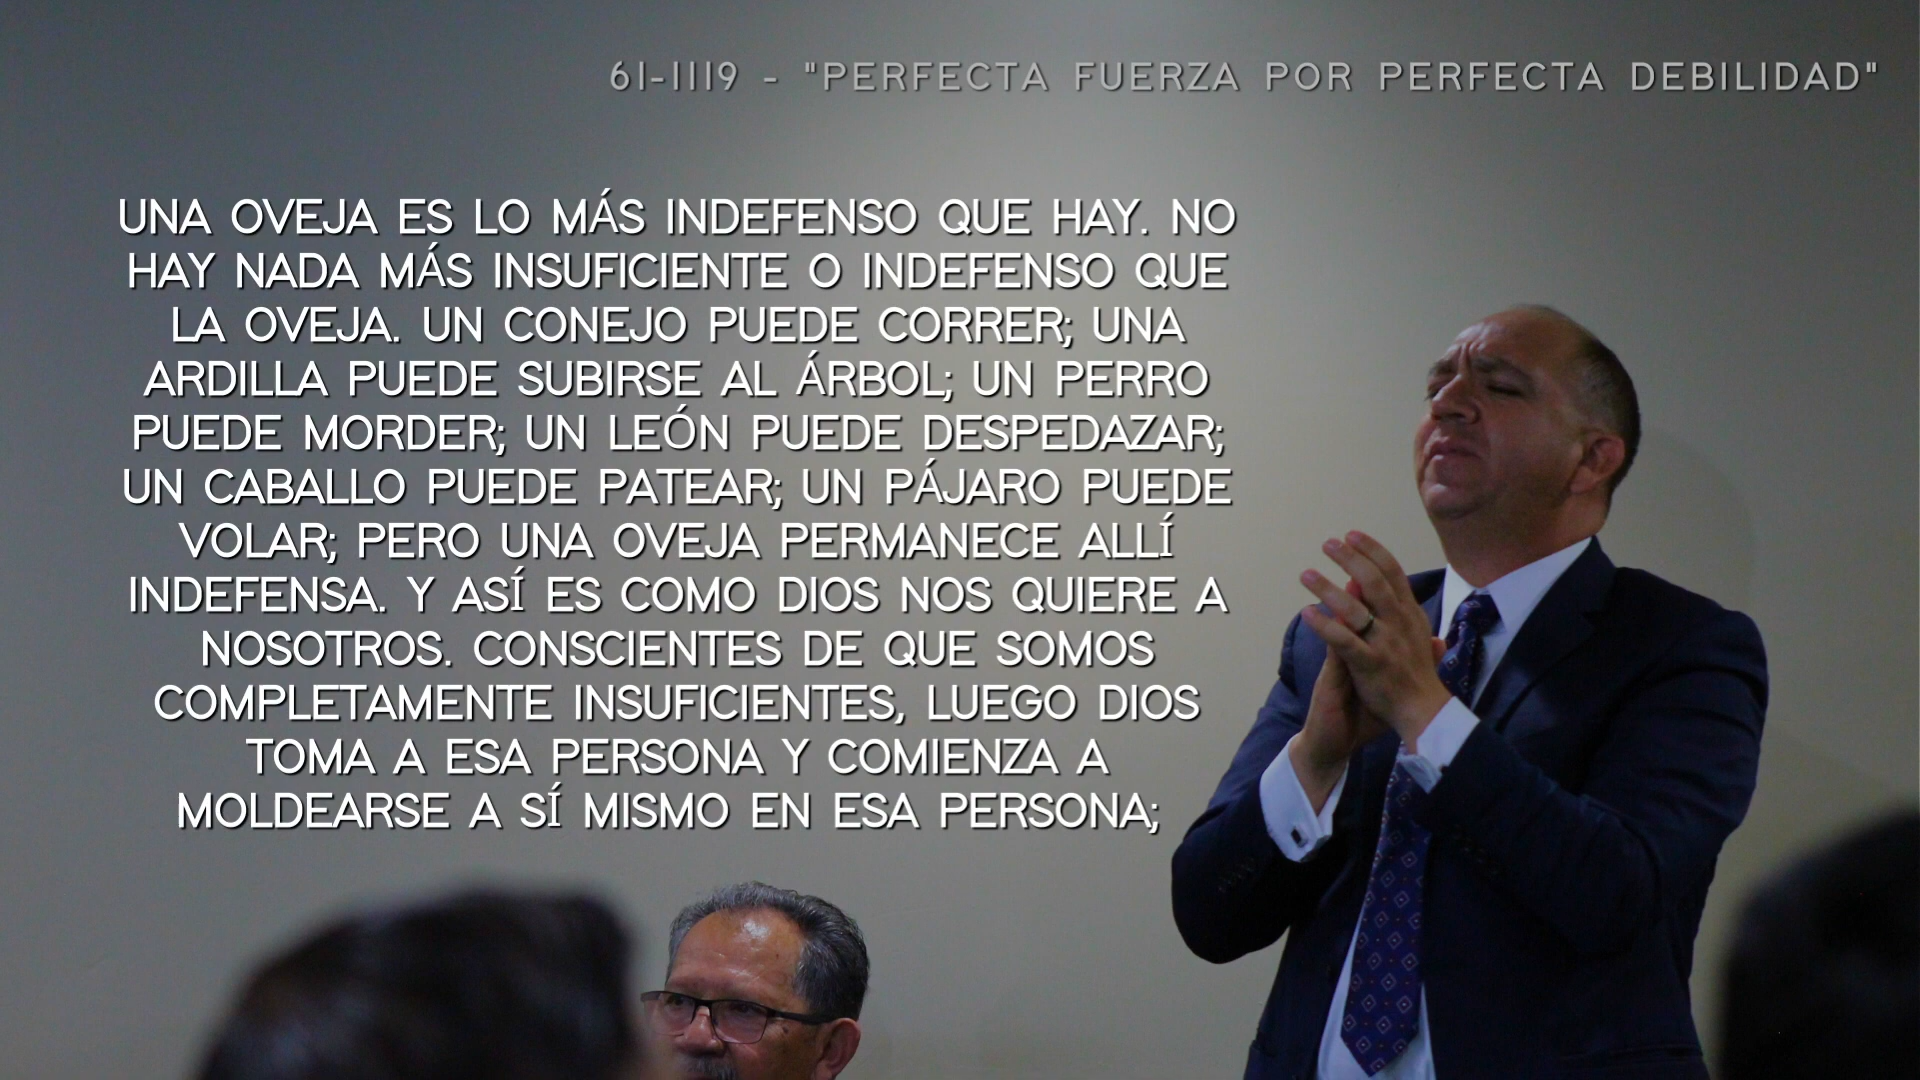 61-1119 - "PERFECTA FUERZA POR PERFECTA DEBILIDAD"
UNA OVEJA ES LO MÁS INDEFENSO QUE HAY. NO
HAY NADA MÁS INSUFICIENTE O INDEFENSO QUE
LA OVEJA. UN CONEJO PUEDE CORRER; UNA
ARDILLA PUEDE SUBIRSE AL ÁRBOL; UN PERRO
PUEDE MORDER; UN LEÓN PUEDE DESPEDAZAR;
UN CABALLO PUEDE PATEAR; UN PÁJARO PUEDE
VOLAR; PERO UNA OVEJA PERMANECE ALLÍ
INDEFENSA. Y ASÍ ES COMO DIOS NOS QUIERE A
NOSOTROS. CONSCIENTES DE QUE SOMOS
COMPLETAMENTE INSUFICIENTES, LUEGO DIOS
TOMA A ESA PERSONA Y COMIENZA A
MOLDEARSE A SÍ MISMO EN ESA PERSONA;